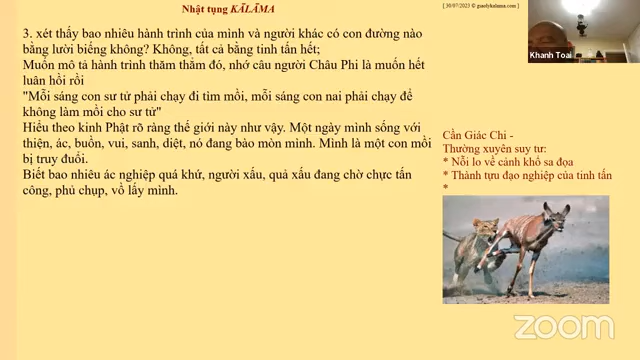 Nhật tụng KĀLĀMA
[ 30/07/2023 © giaolykalama.com ]
3. xét thấy bao nhiêu hành trình của mình và người khác có con đường nào
bằng lười biếng không? Không, tất cả bằng tinh tấn hết;
Muốn mô tả hành trình thăm thẳm đó, nhớ câu người Châu Phi là muốn hết
luân hồi rồi
"Mỗi sáng con sư tử phải chạy đi tìm mồi, mỗi sáng con nai phải chạy để
không làm mồi cho sư tử"
Hiểu theo kinh Phật rõ ràng thế giới này như vậy. Một ngày mình sống với
thiện, ác, buồn, vui, sanh, diệt, nó đang bào mòn mình. Mình là một con mồi
bị truy đuổi.
Biết bao nhiêu ác nghiệp quá khứ, người xấu, quả xấu đang chờ chực tấn
công, phủ chụp, vồ lấy mình.
Khanh Toai
Cần Giác Chi -
Thường xuyên suy tư:
* Nỗi lo về cảnh khổ sa đọa
* Thành tựu đạo nghiệp của tinh tấn
*
zoom